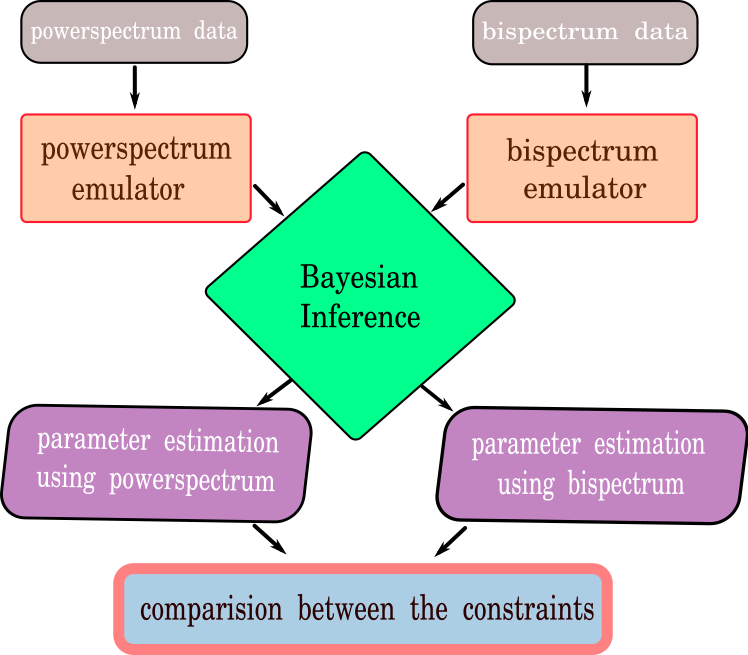 powerspectrum data
bispectrum data
powerspectrum
emulator
bispectrum
emulator
Bayesian
Inference
parameter estimation
using powerspectrum
parameter estimation
using bispectrum
comparision between the constraints